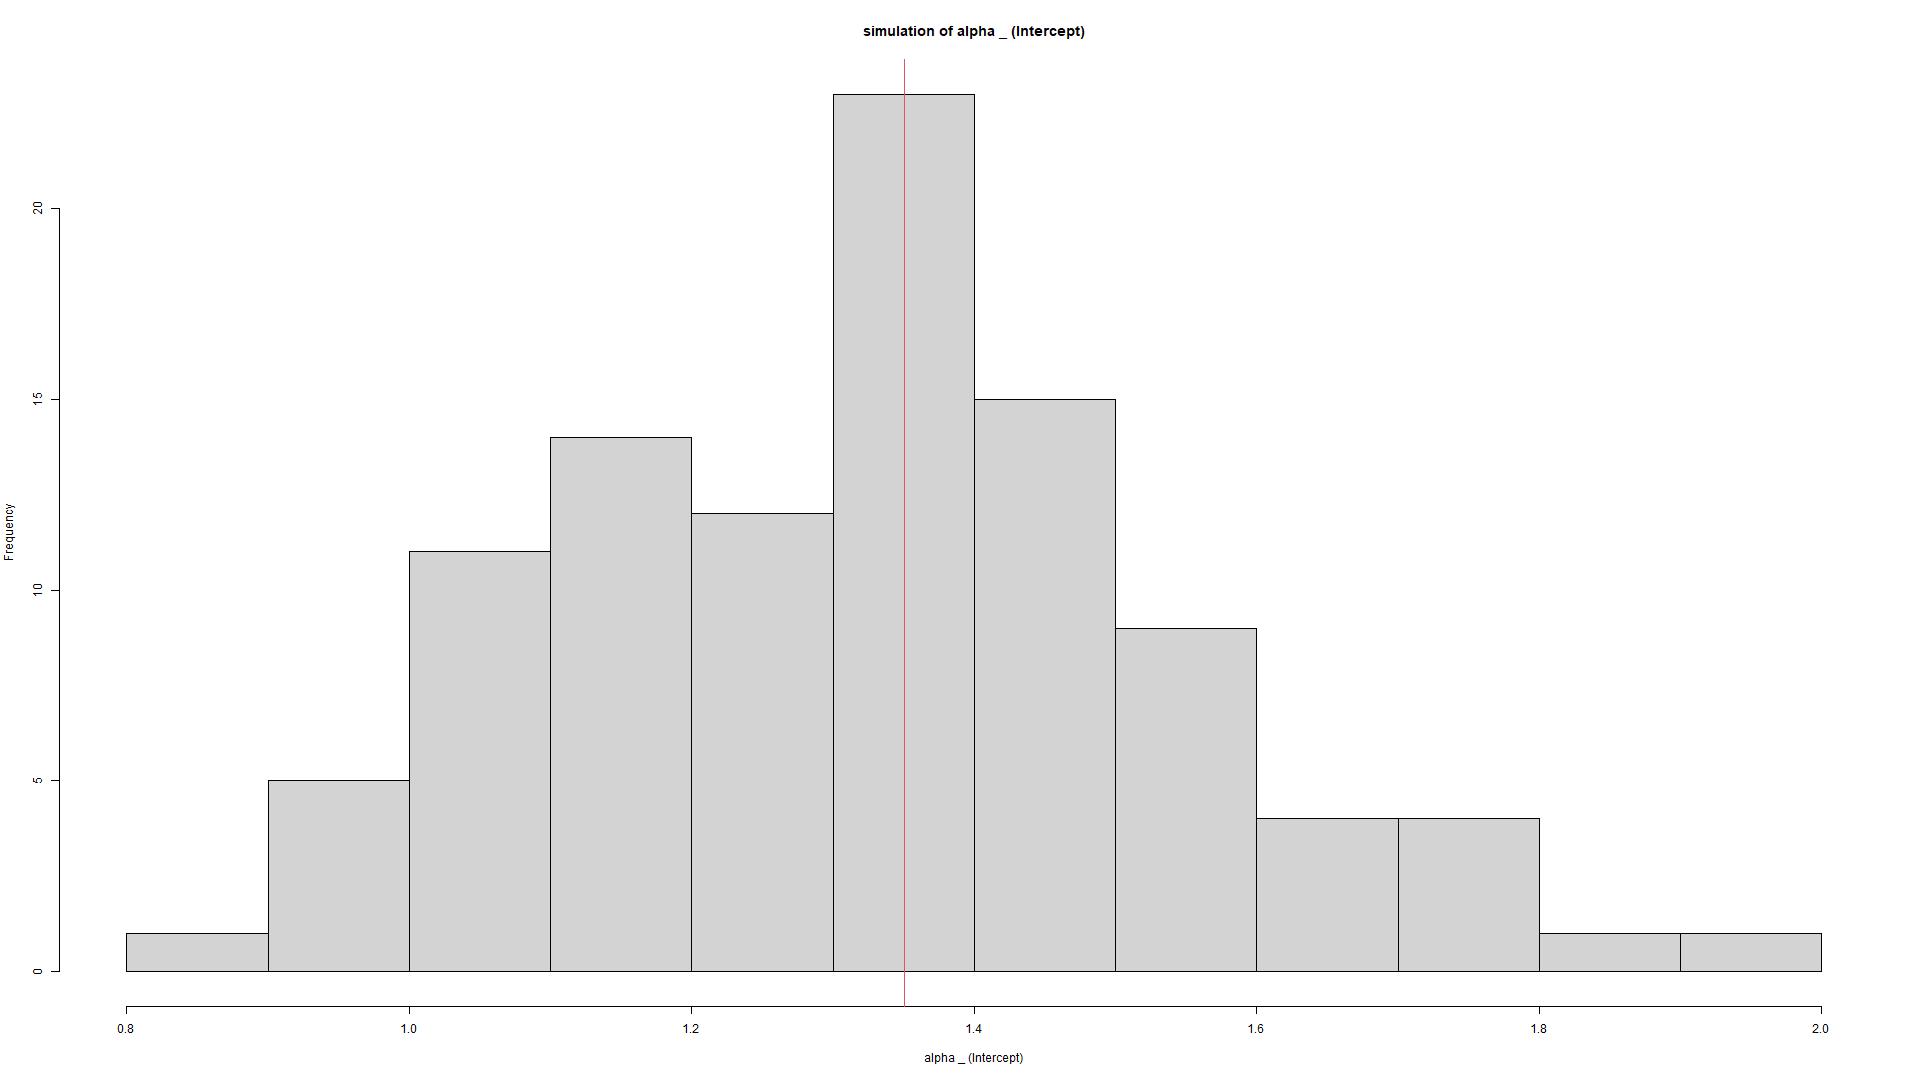 simulation of alpha _ (Intercept)
Frequency
20
15
10
5
0
0.8 1.0 1.2 1.4 1.6 1.8 2.0
alpha _ (Intercept)